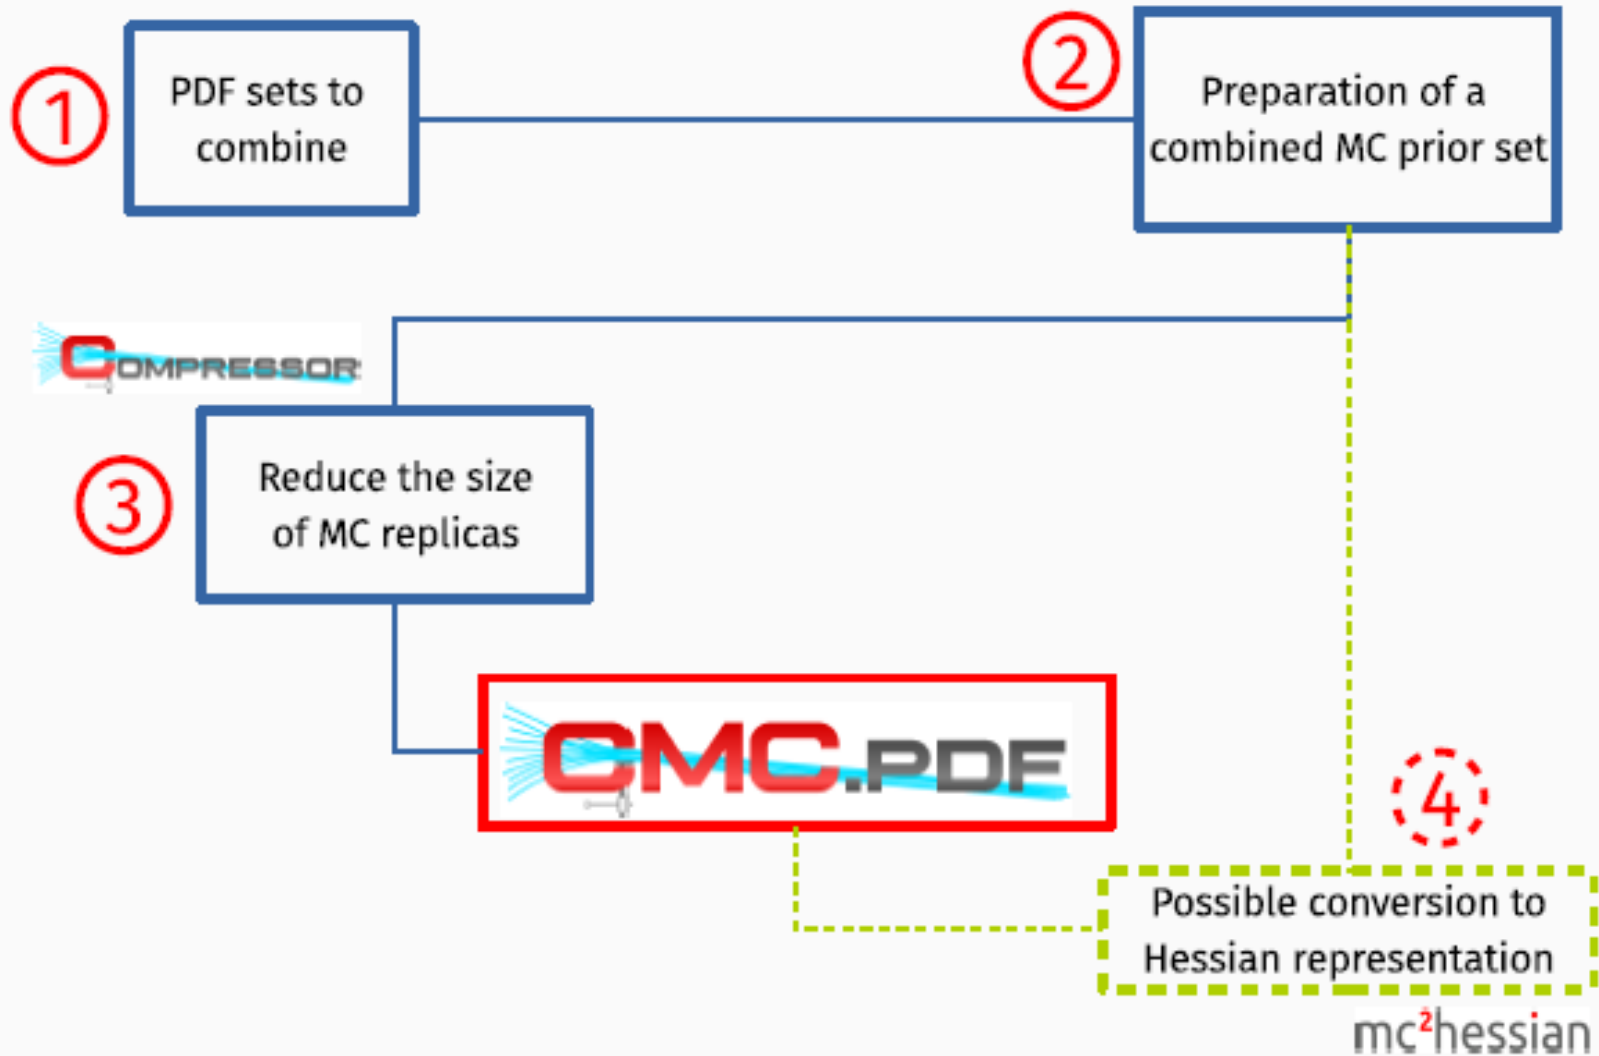 1
PDF sets to
combine
2
Preparation of a
combined MC prior set
COMPRESSOR
3
Reduce the size
of MC replicas
CMC.PDF
4
Possible conversion to
Hessian representation
mc²hessian